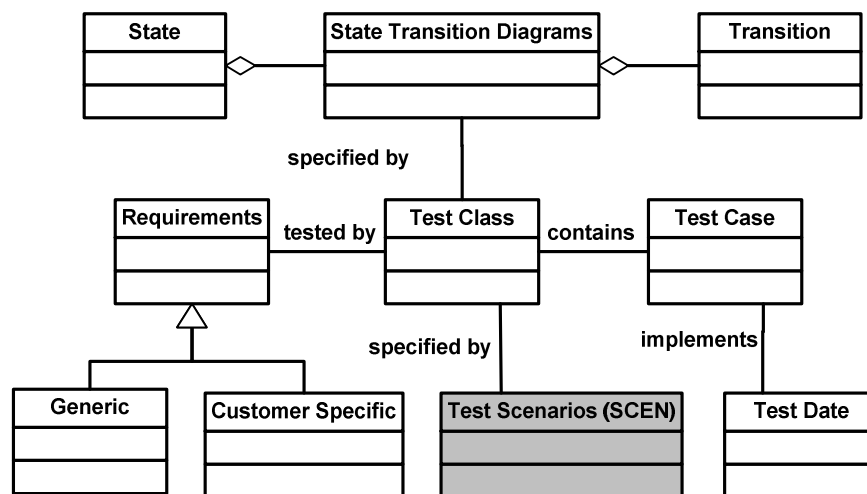 State
State Transition Diagrams
Transition
specified by
Requirements
tested by
Test Class
contains
Test Case
specified by
implements
Generic
Customer Specific
Test Scenarios (SCEN)
Test Date